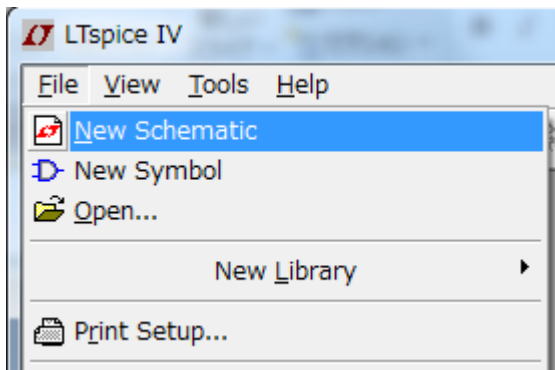 LTspice IV
File View Tools Help
New Schematic
New Symbol
Open...
New Library
Print Setup...